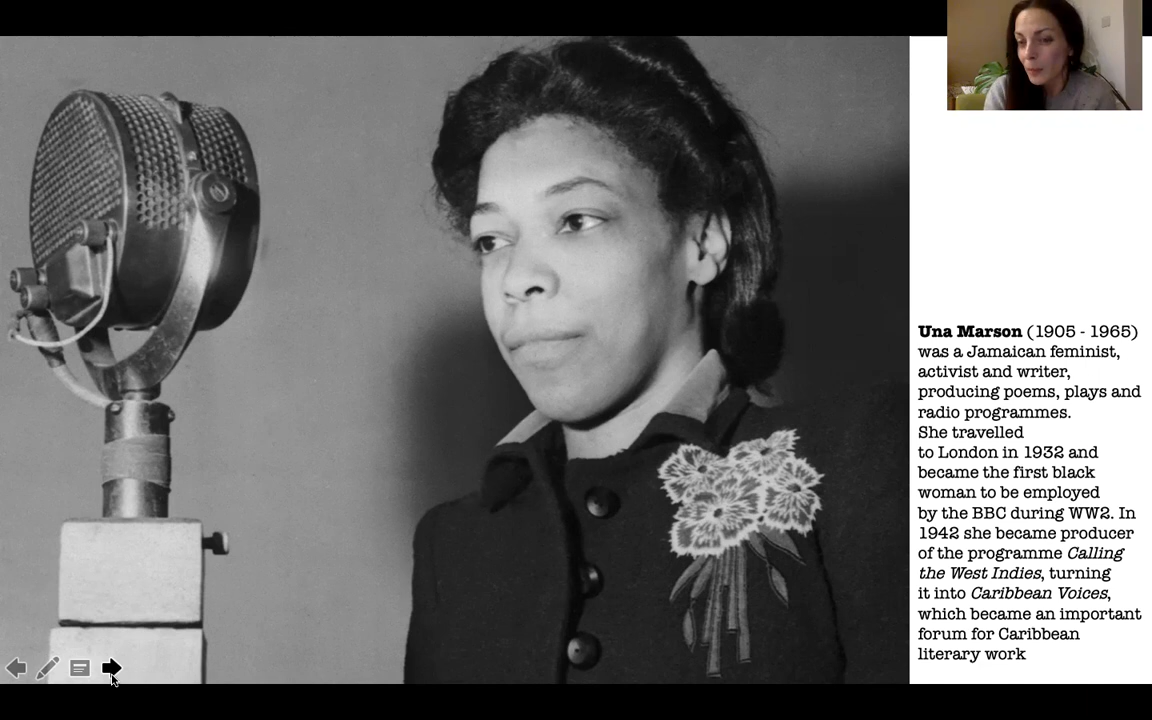 Una Marson (1905 - 1965)
was a Jamaican feminist,
activist and writer,
producing poems, plays and
radio programmes.
She travelled
to London in 1932 and
became the first black
woman to be employed
by the BBC during WW2. In
1942 she became producer
of the programme Calling
the West Indies, turning
it into Caribbean Voices,
which became an important
forum for Caribbean
literary work